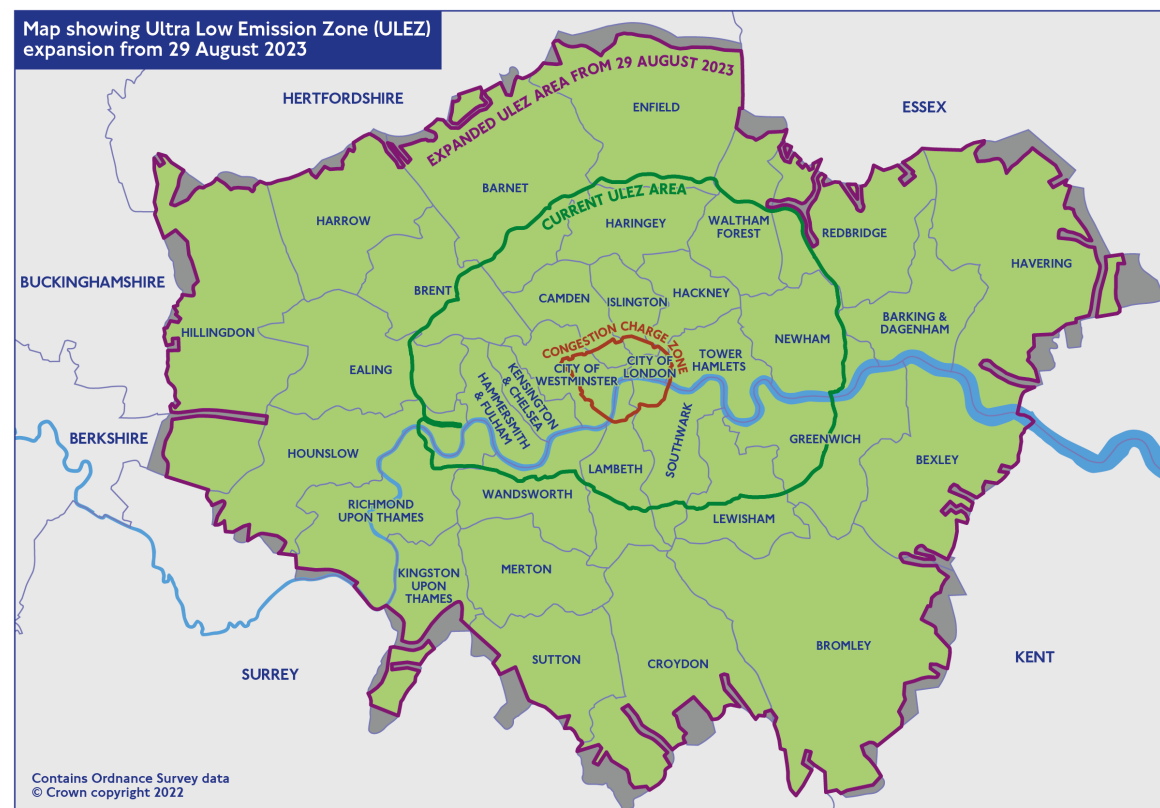 Map showing Ultra Low Emission Zone (ULEZ)
expansion from 29 August 2023
HERTFORDSHIRE
EXPANDED ULEZ AREA FROM 29 AUGUST 2023
ENFIELD
ESSEX
BARNET
CURRENT ULEZ AREA
HARROW
HARINGEY
WALTHAM
FOREST
REDBRIDGE
HAVERING
BUCKINGHAMSHIRE
BRENT
CAMDEN
ISLINGTON
HACKNEY
HILLINGDON
BARKING &
DAGENHAM
NEWHAM
CONGESTION CHARGE ZONE
TOWER
HAMLETS
EALING
CITY OF
WESTMINSTER
CITY OF
LONDON
KENSINGTON
& CHELSEA
HAMMERSMITH
& FULHAM
BERKSHIRE
HOUNSLOW
SOUTHWARK
GREENWICH
BEXLEY
LAMBETH
WANDSWORTH
RICHMOND
UPON THAMES
LEWISHAM
KINGSTON
UPON
THAMES
MERTON
SURREY
SUTTON
CROYDON
BROMLEY
KENT
Contains Ordnance Survey data
© Crown copyright 2022